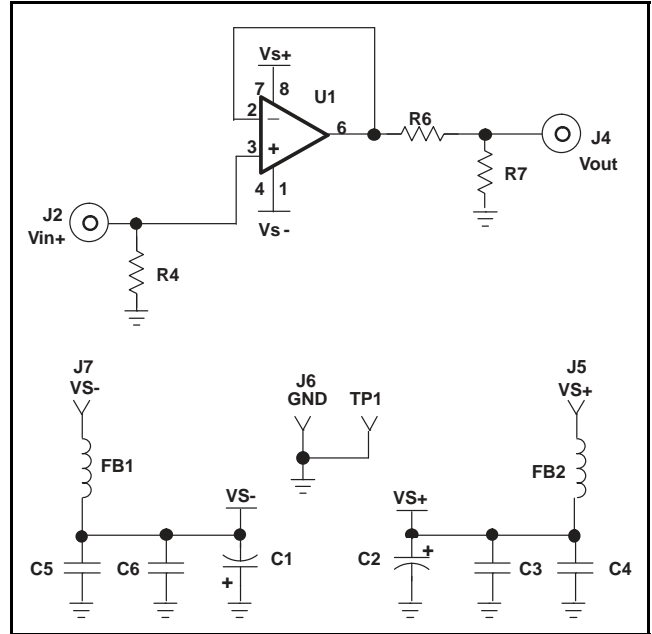 Vs+
7 8
U1
2 –
6
R6
J4
3 +
Vout
R7
4 1
J2
Vs-
Vin+
R4
J7
VS-
J6
GND
TP1
J5
VS+
FB1
FB2
VS-
VS+
C5
C6
C1
+
C2
+
C3
C4